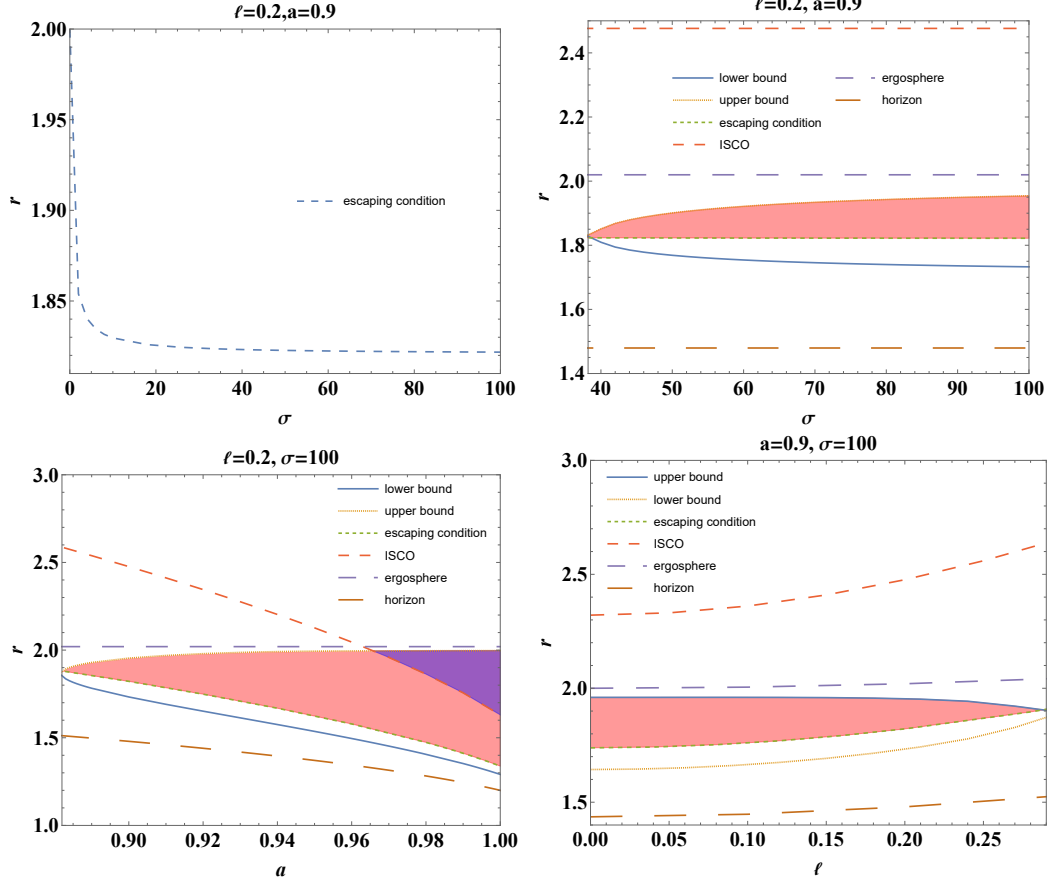 ℓ=0.2,a=0.9
2.00
1.95
1.90
1.85
r
escaping condition
0 20 40 60 80 100
σ
ℓ=0.2, a=0.9
2.4
2.2
2.0
1.8
1.6
1.4
r
lower bound
upper bound
escaping condition
ISCO
ergosphere
horizon
40 50 60 70 80 90 100
σ
ℓ=0.2, σ=100
3.0
2.5
2.0
1.5
1.0
r
lower bound
upper bound
escaping condition
ISCO
ergosphere
horizon
0.90 0.92 0.94 0.96 0.98 1.00
a
a=0.9, σ=100
3.0
2.5
2.0
1.5
r
upper bound
lower bound
escaping condition
ISCO
ergosphere
horizon
0.00 0.05 0.10 0.15 0.20 0.25
ℓ